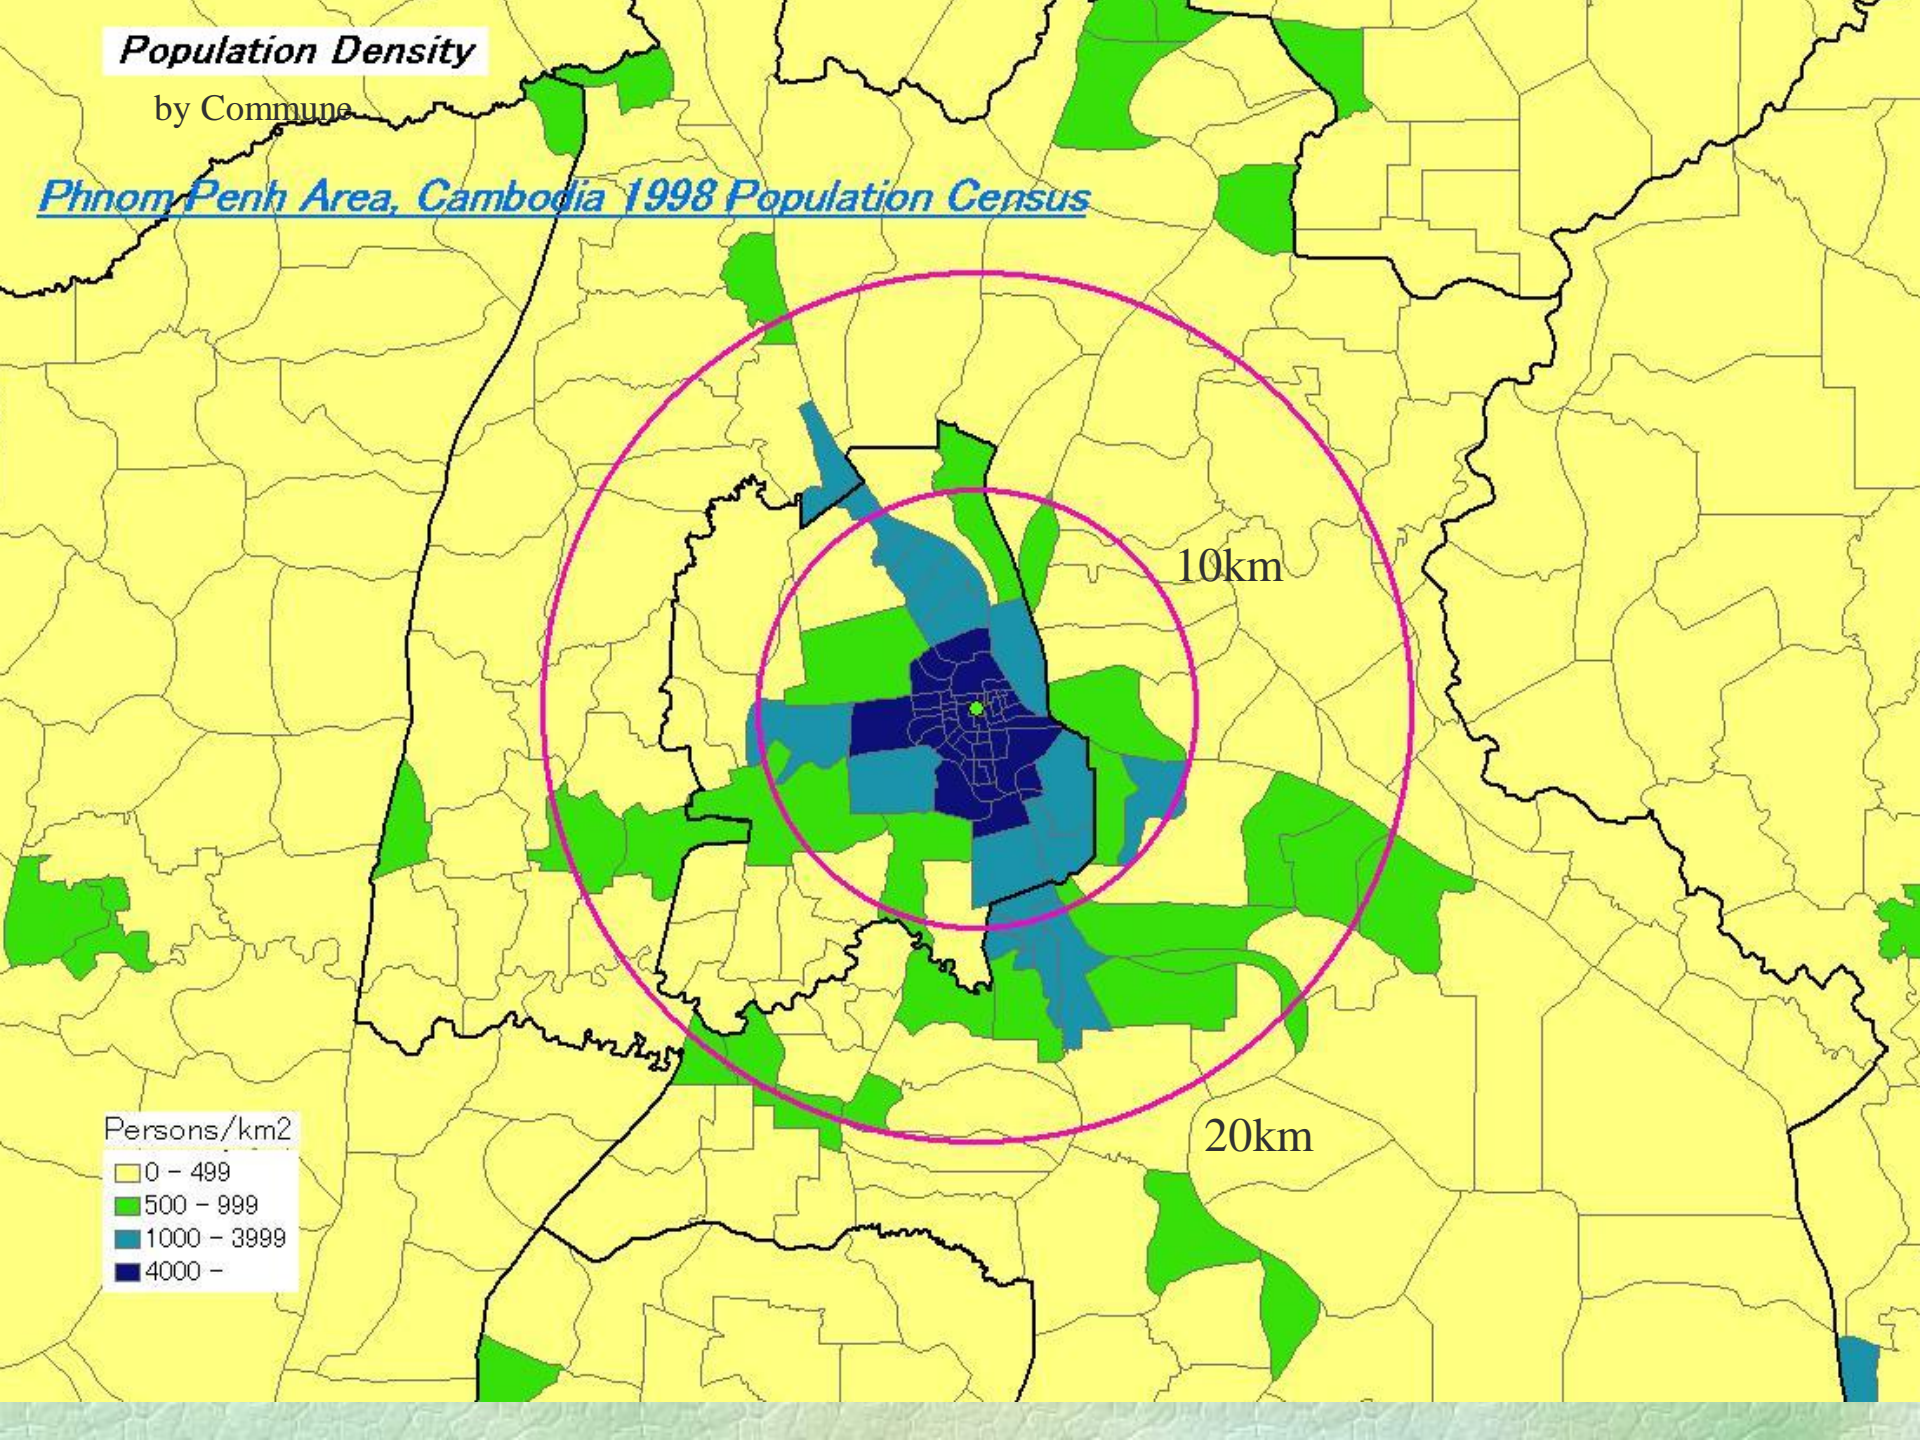 Population Density
by Commune
Phnom Penh Area, Cambodia 1998 Population Census
10km
20km
Persons/km2
0 - 499
500 - 999
1000 - 3999
4000 -